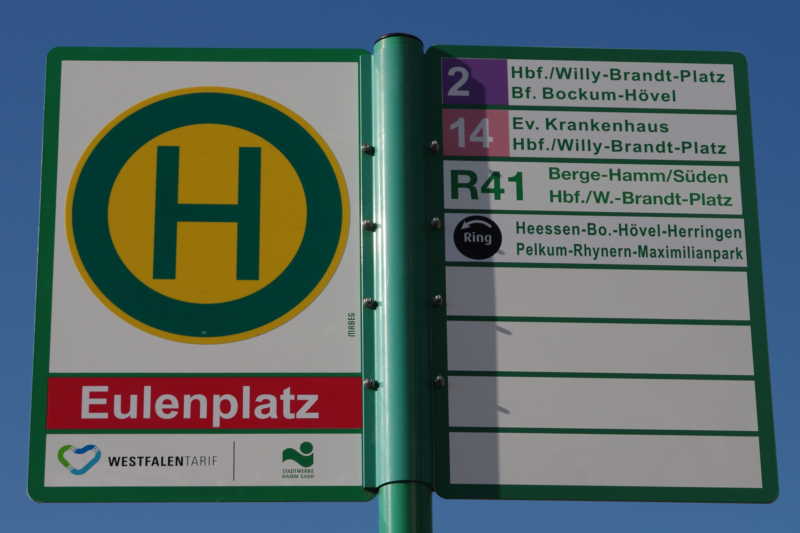 H
MABEG
Eulenplatz
WESTFALENTARIF
STADTWERKE
HAMM GMBH
2
Hbf./Willy-Brandt-Platz
Bf. Bockum-Hövel
14
Ev. Krankenhaus
Hbf./Willy-Brandt-Platz
R41
Berge-Hamm/Süden
Hbf./W.-Brandt-Platz
Ring
Heessen-Bo.-Hövel-Herringen
Pelkum-Rhynern-Maximilianpark